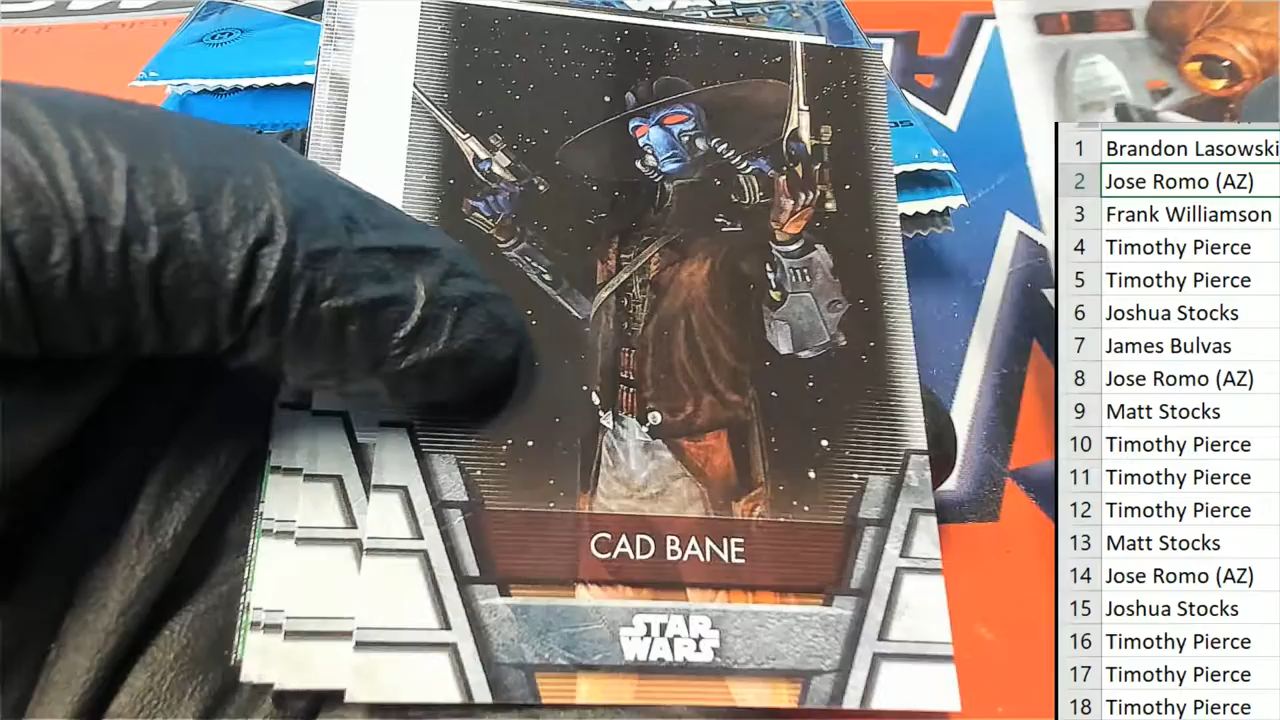 CAD BANE
STAR
WARS
1 Brandon Lasowski
2 Jose Romo (AZ)
3 Frank Williamson
4 Timothy Pierce
5 Timothy Pierce
6 Joshua Stocks
7 James Bulvas
8 Jose Romo (AZ)
9 Matt Stocks
10 Timothy Pierce
11 Timothy Pierce
12 Timothy Pierce
13 Matt Stocks
14 Jose Romo (AZ)
15 Joshua Stocks
16 Timothy Pierce
17 Timothy Pierce
18 Timothy Pierce